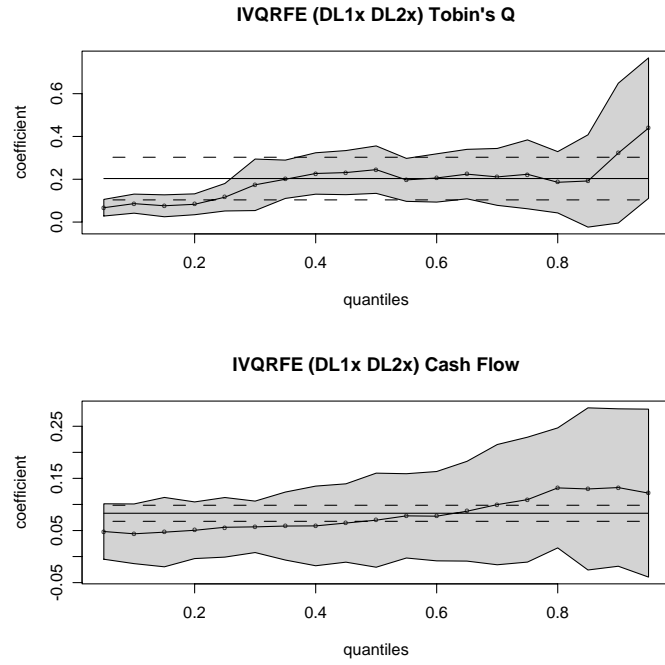 IVQRFE (DL1x DL2x) Tobin's Q
coefficient
0.6
0.4
0.2
0.0
0.2 0.4 0.6 0.8
quantiles
IVQRFE (DL1x DL2x) Cash Flow
coefficient
0.25
0.15
0.05
-0.05
0.2 0.4 0.6 0.8
quantiles